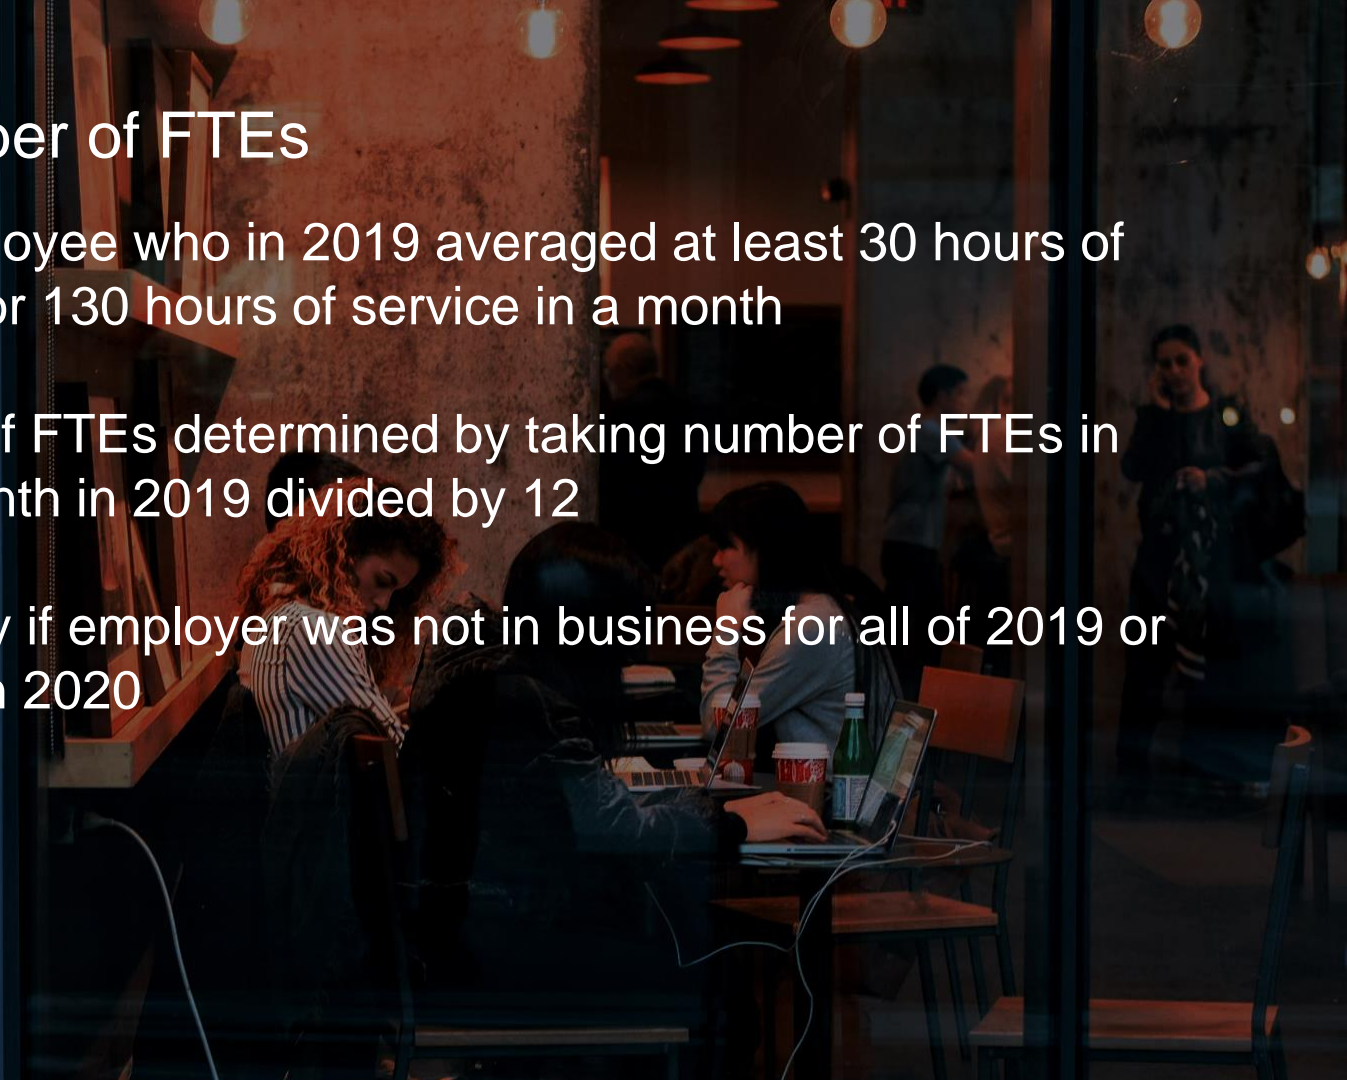 ber of FTEs
oyee who in 2019 averaged at least 30 hours of
or 130 hours of service in a month
f FTEs determined by taking number of FTEs in
nth in 2019 divided by 12
y if employer was not in business for all of 2019 or
2020